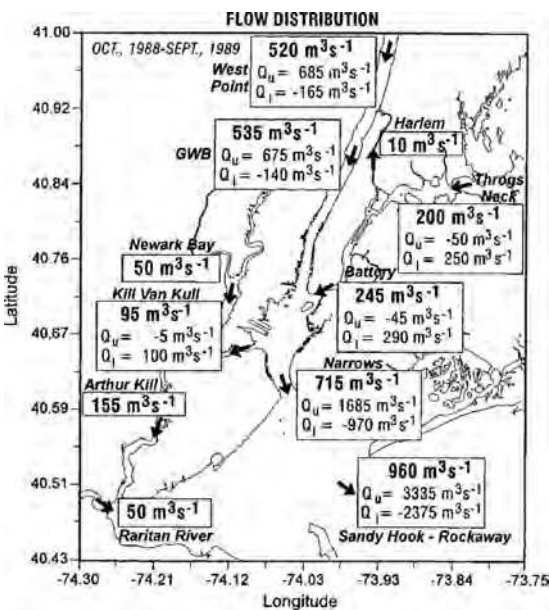 FLOW DISTRIBUTION
OCT., 1988-SEPT., 1989
West
Point
520 m³s⁻¹
Qᵤ = 685 m³s⁻¹
Qₗ = -165 m³s⁻¹
GWB
535 m³s⁻¹
Qᵤ = 675 m³s⁻¹
Qₗ = -140 m³s⁻¹
Harlem
10 m³s⁻¹
Throgs
Neck
200 m³s⁻¹
Qᵤ = -50 m³s⁻¹
Qₗ = 250 m³s⁻¹
Newark Bay
50 m³s⁻¹
Battery
245 m³s⁻¹
Qᵤ = -45 m³s⁻¹
Qₗ = 290 m³s⁻¹
Kill Van Kull
95 m³s⁻¹
Qᵤ = -5 m³s⁻¹
Qₗ = 100 m³s⁻¹
Narrows
715 m³s⁻¹
Qᵤ = 1685 m³s⁻¹
Qₗ = -970 m³s⁻¹
Arthur Kill
155 m³s⁻¹
960 m³s⁻¹
Qᵤ = 3335 m³s⁻¹
Qₗ = -2375 m³s⁻¹
Sandy Hook - Rockaway
50 m³s⁻¹
Raritan River
Latitude
41.00
40.92
40.84
40.76
40.67
40.59
40.51
40.43
-74.30 -74.21 -74.12 -74.03 -73.93 -73.84 -73.75
Longitude